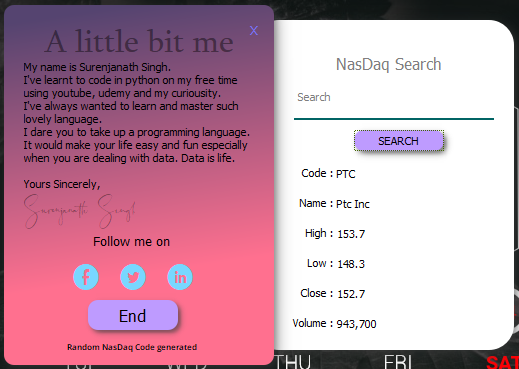 A little bit me
X
My name is Surenjanath Singh.
I've learnt to code in python on my free time
using youtube, udemy and my curiousity.
I've always wanted to learn and master such
lovely language.
I dare you to take up a programming language.
It would make your life easy and fun especially
when you are dealing with data. Data is life.
Yours Sincerely,
Surenjanath Singh
Follow me on
End
Random NasDaq Code generated
NasDaq Search
Search
SEARCH
Code : PTC
Name : Ptc Inc
High : 153.7
Low : 148.3
Close : 152.7
Volume : 943,700
THU
FRI
SAT